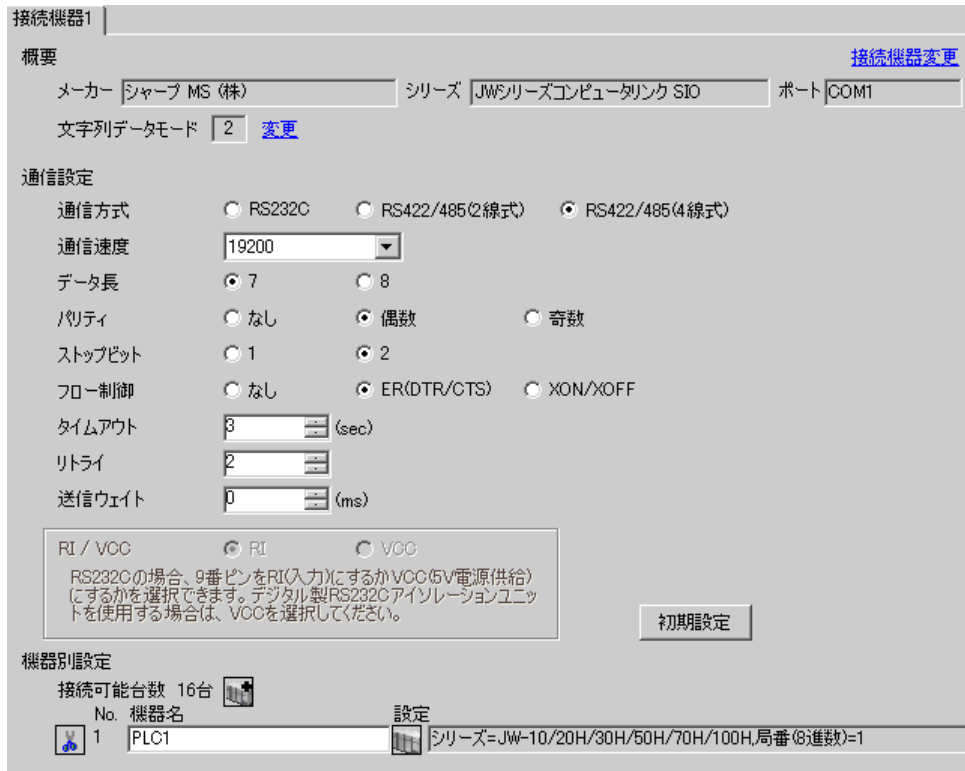 接続機器1
概要 接続機器変更
メーカー シャープ MS (株) シリーズ JWシリーズコンピュータリンク SIO ポート COM1
文字列データモード 2 変更
通信設定
通信方式 RS232C RS422/485(2線式) RS422/485(4線式)
通信速度 19200
データ長 7 8
パリティ なし 偶数 奇数
ストップビット 1 2
フロー制御 なし ER(DTR/CTS) XON/XOFF
タイムアウト 3 (sec)
リトライ 2
送信ウェイト 0 (ms)
RI / VCC RI VCC
RS232Cの場合、9番ピンをRI(入力)にするかVCC(5V電源供給)
にするかを選択できます。デジタル製RS232Cアイソレーションユニッ
トを使用する場合は、VCCを選択してください。
初期設定
機器別設定
接続可能台数 16台
No. 機器名 設定
1 PLC1 シリーズ=JW-10/20H/30H/50H/70H/100H,局番(8進数)=1